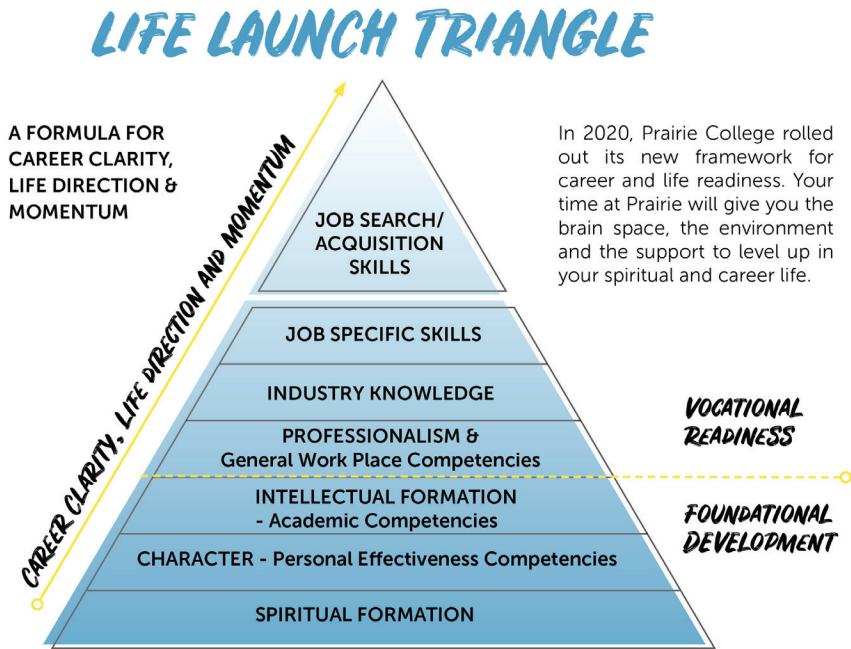 LIFE LAUNCH TRIANGLE
A FORMULA FOR
CAREER CLARITY,
LIFE DIRECTION &
MOMENTUM
In 2020, Prairie College rolled
out its new framework for
career and life readiness. Your
time at Prairie will give you the
brain space, the environment
and the support to level up in
your spiritual and career life.
CAREER CLARITY, LIFE DIRECTION AND MOMENTUM
JOB SEARCH/
ACQUISITION
SKILLS
JOB SPECIFIC SKILLS
INDUSTRY KNOWLEDGE
PROFESSIONALISM &
General Work Place Competencies
VOCATIONAL
READINESS
INTELLECTUAL FORMATION
- Academic Competencies
CHARACTER - Personal Effectiveness Competencies
SPIRITUAL FORMATION
FOUNDATIONAL
DEVELOPMENT